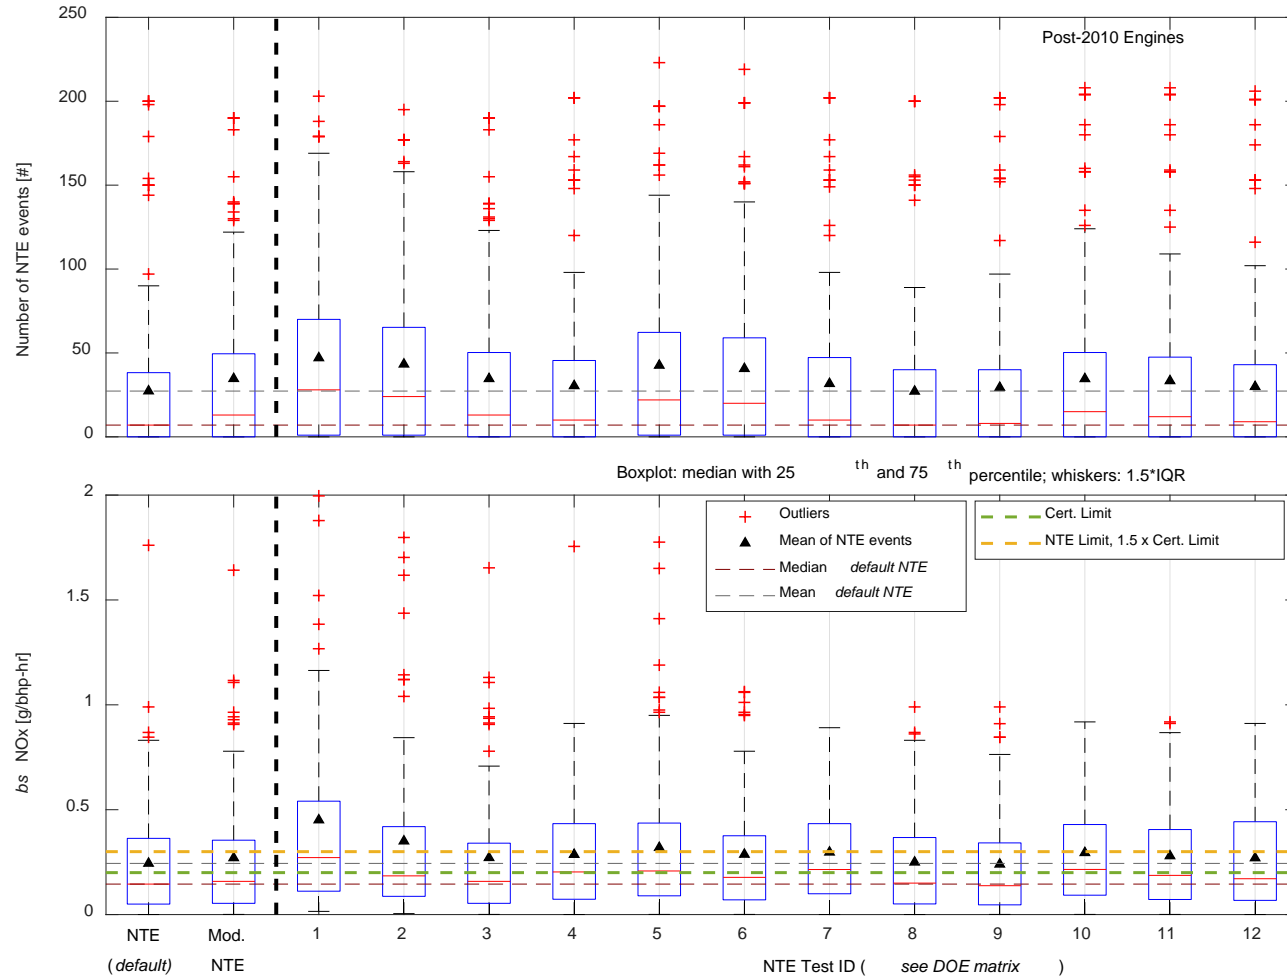 250
Post-2010 Engines
200
150
100
50
0
Number of NTE events [#]
Boxplot: median with 25 th and 75 th percentile; whiskers: 1.5*IQR
2
1.5
1
0.5
0
bs NOx [g/bhp-hr]
Outliers
Mean of NTE events
Median default NTE
Mean default NTE
Cert. Limit
NTE Limit, 1.5 x Cert. Limit
NTE Mod. 1 2 3 4 5 6 7 8 9 10 11 12
(default) NTE NTE Test ID ( see DOE matrix )